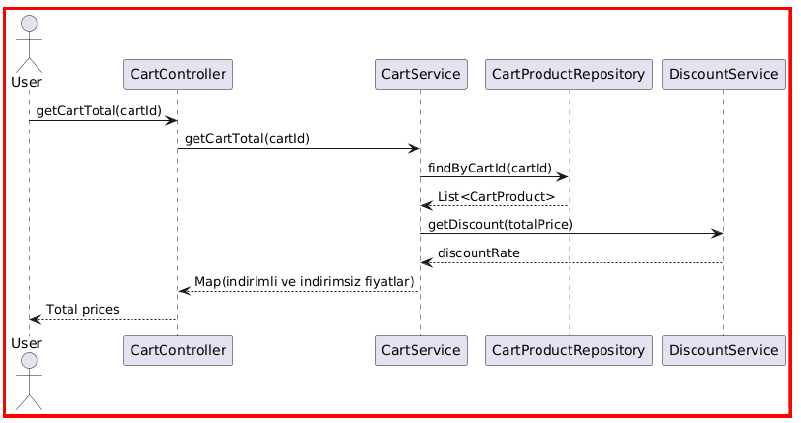 User
CartController
CartService
CartProductRepository
DiscountService
getCartTotal(cartId)
getCartTotal(cartId)
findByCartId(cartId)
List<CartProduct>
getDiscount(totalPrice)
discountRate
Map(indirimli ve indirimsiz fiyatlar)
Total prices
User
CartController
CartService
CartProductRepository
DiscountService